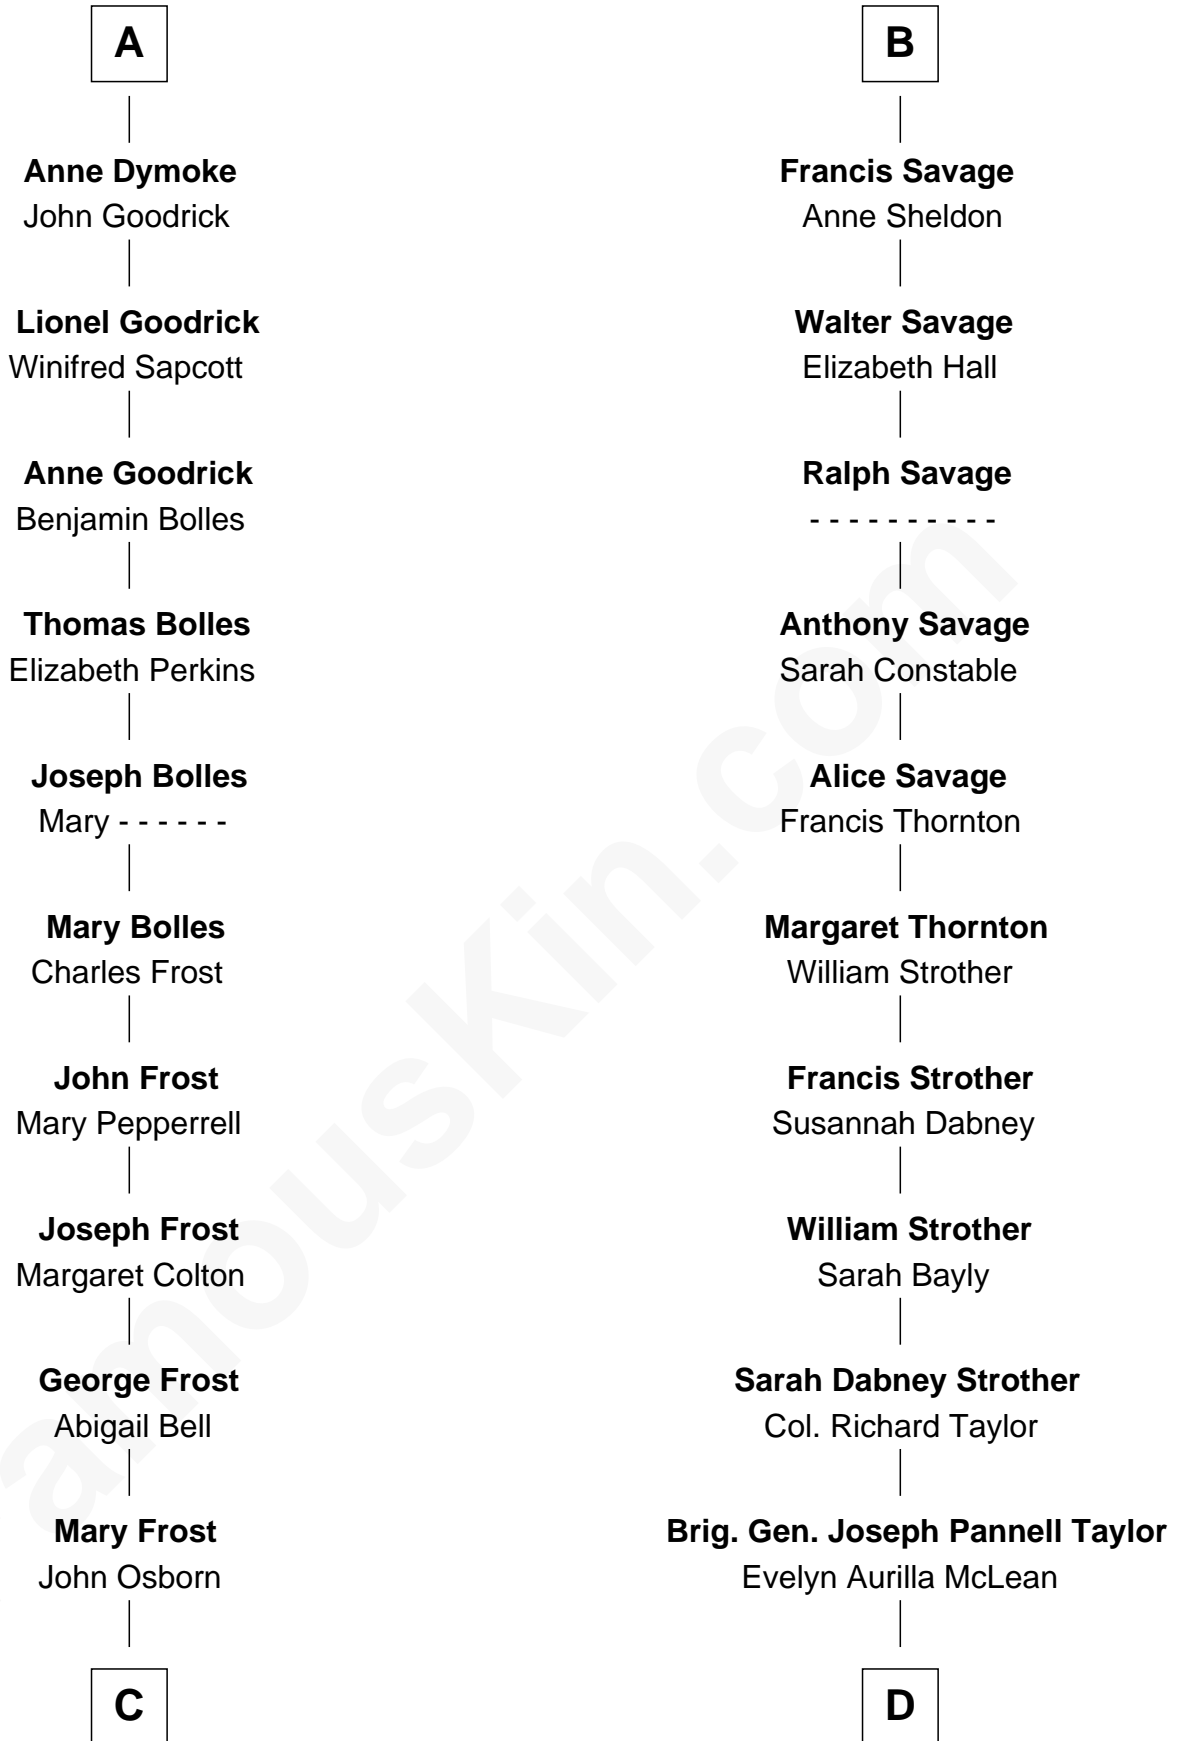 A
Anne Dymoke
John Goodrick
Lionel Goodrick
Winifred Sapcott
Anne Goodrick
Benjamin Bolles
Thomas Bolles
Elizabeth Perkins
Joseph Bolles
Mary - - - - - -
Mary Bolles
Charles Frost
John Frost
Mary Pepperrell
Joseph Frost
Margaret Colton
George Frost
Abigail Bell
Mary Frost
John Osborn
C
B
Francis Savage
Anne Sheldon
Walter Savage
Elizabeth Hall
Ralph Savage
- - - - - - - - - -
Anthony Savage
Sarah Constable
Alice Savage
Francis Thornton
Margaret Thornton
William Strother
Francis Strother
Susannah Dabney
William Strother
Sarah Bayly
Sarah Dabney Strother
Col. Richard Taylor
Brig. Gen. Joseph Pannell Taylor
Evelyn Aurilla McLean
D
amousKin.com